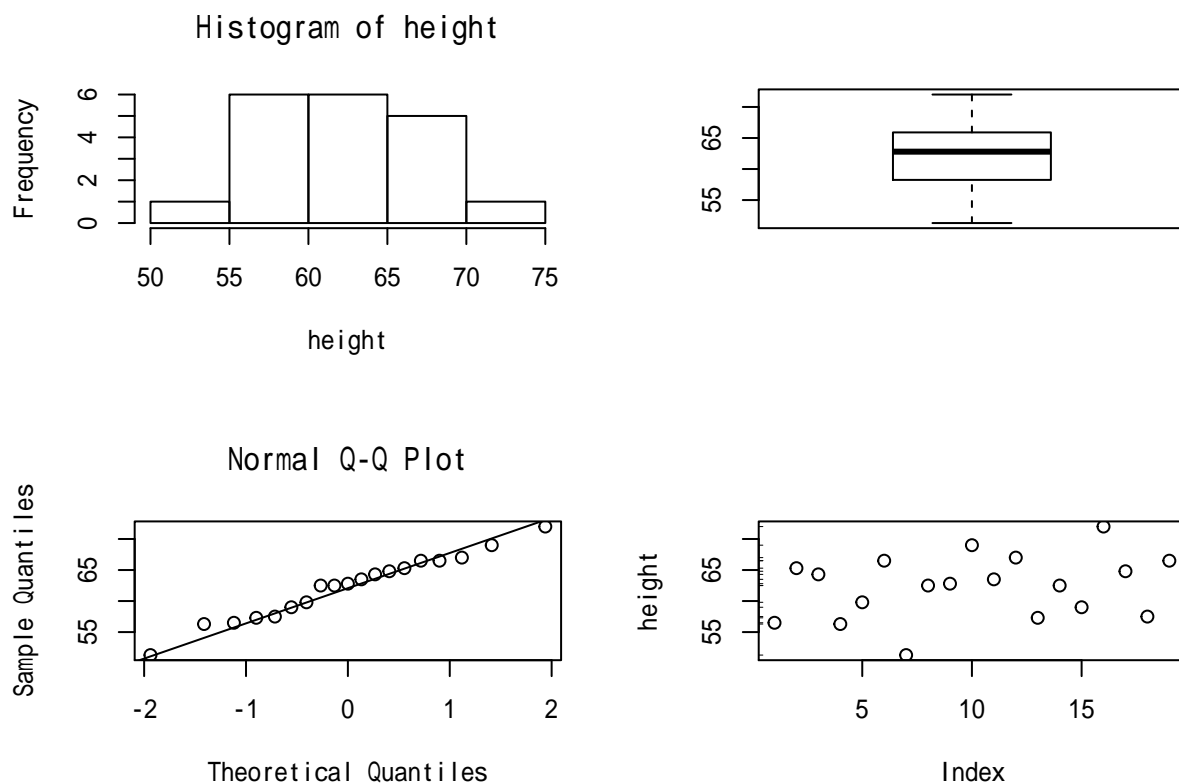 Histogram of height
Frequency
0 2 4 6
50 55 60 65 70 75
height
55 65
Normal Q-Q Plot
Sample Quantiles
55 65
-2 -1 0 1 2
Theoretical Quantiles
height
55 65
5 10 15
Index